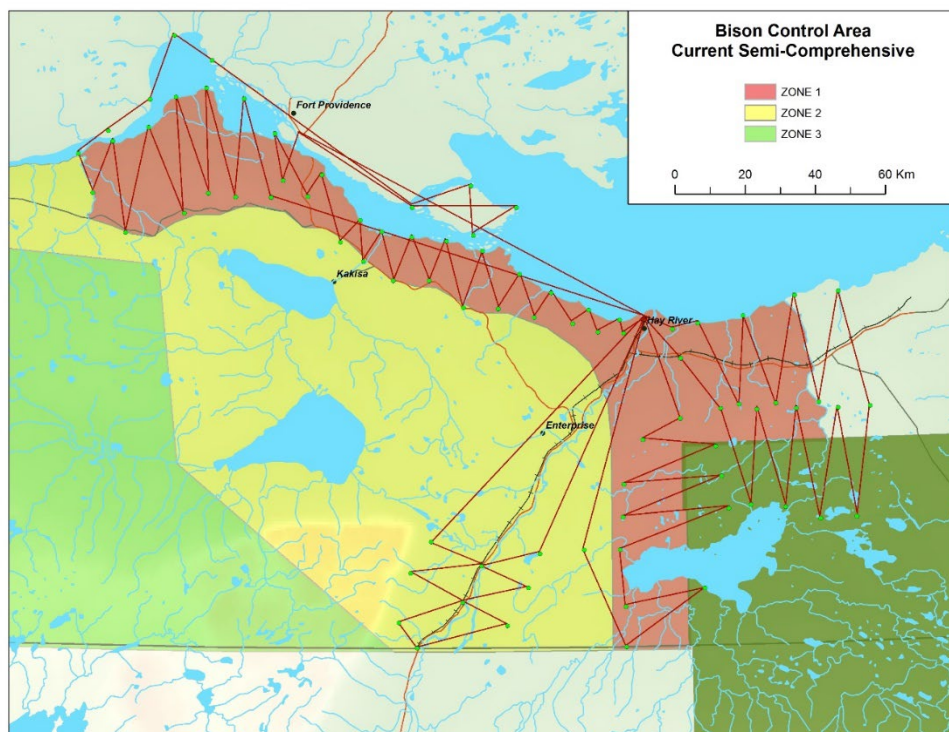 Bison Control Area
Current Semi-Comprehensive
ZONE 1
ZONE 2
ZONE 3
0 20 40 60 Km
Fort Providence
Kakisa
Hay River
Enterprise